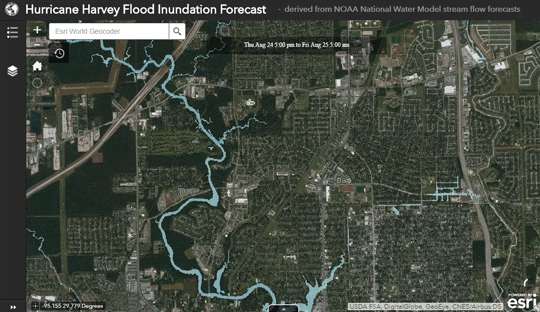 Hurricane Harvey Flood Inundation Forecast - derived from NOAA National Water Model stream flow forecasts
Esri World Geocoder
Thu Aug 24 5:00 pm to Fri Aug 25 5:00 am
-95.155 29.779 Degrees
USDA FSA, DigitalGlobe, GeoEye, CNES/Airbus DS
POWERED BY
esri